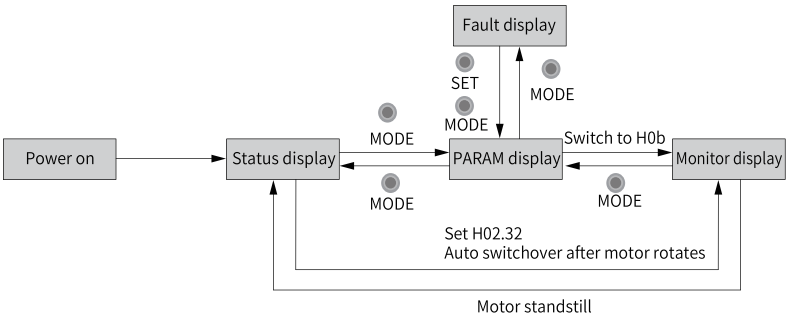 Fault display
SET
MODE
MODE
MODE
Switch to H0b
Power on
Status display
PARAM display
Monitor display
MODE
MODE
Set H02.32
Auto switchover after motor rotates
Motor standstill